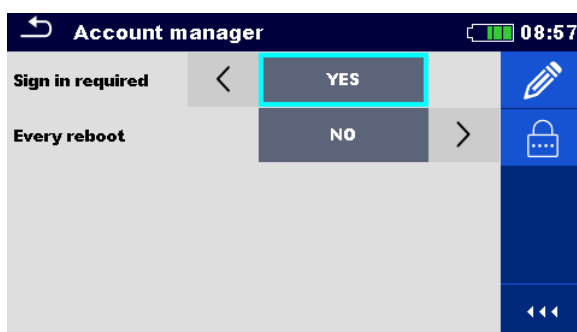 Account manager 08:57
Sign in required YES
Every reboot NO